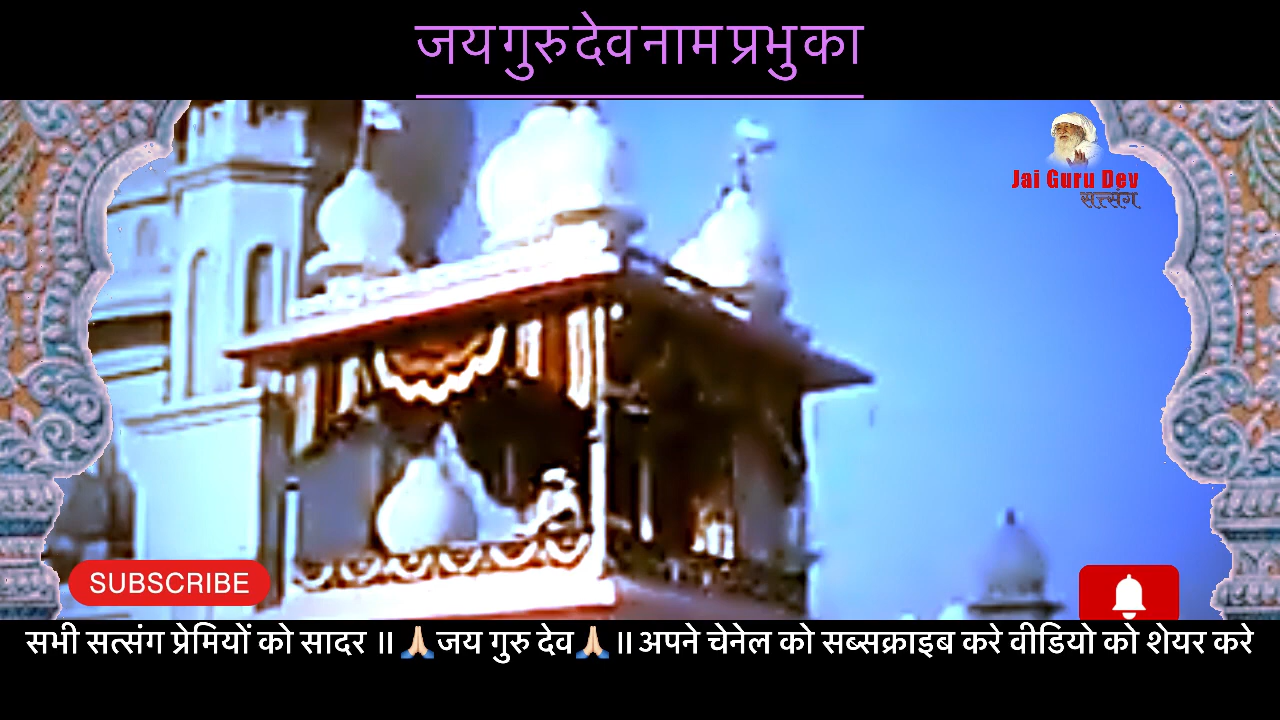 जय गुरु देव नाम प्रभु का
Jai Guru Dev
सत्संग
SUBSCRIBE
सभी सत्संग प्रेमियों को सादर ॥🙏🏻जय गुरु देव🙏🏻॥ अपने चेनेल को सब्सक्राइब करे वीडियो को शेयर करे